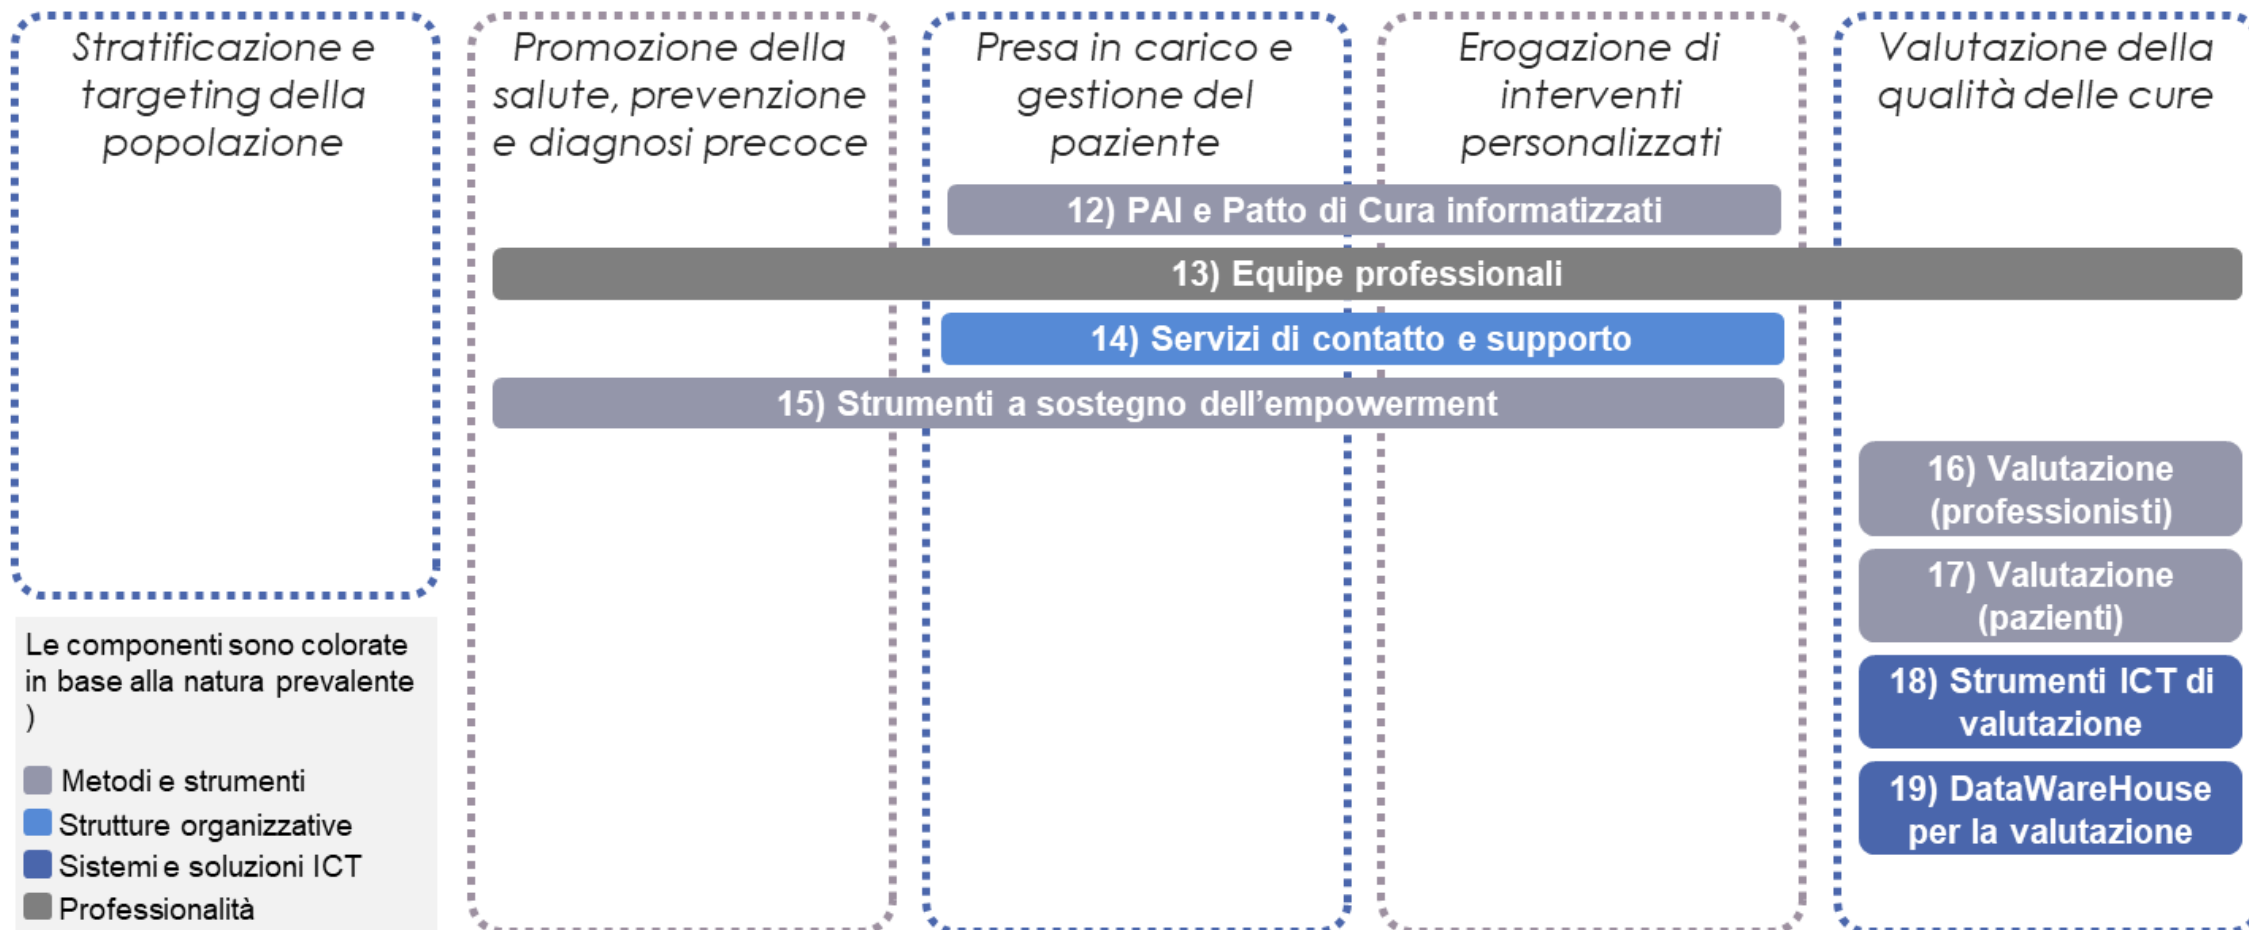 Stratificazione e
targeting della
popolazione
Promozione della
salute, prevenzione
e diagnosi precoce
Presa in carico e
gestione del
paziente
Erogazione di
interventi
personalizzati
Valutazione della
qualità delle cure
12) PAI e Patto di Cura informatizzati
13) Equipe professionali
14) Servizi di contatto e supporto
15) Strumenti a sostegno dell’empowerment
16) Valutazione
(professionisti)
17) Valutazione
(pazienti)
18) Strumenti ICT di
valutazione
19) DataWareHouse
per la valutazione
Le componenti sono colorate
in base alla natura prevalente
)
Metodi e strumenti
Strutture organizzative
Sistemi e soluzioni ICT
Professionalità